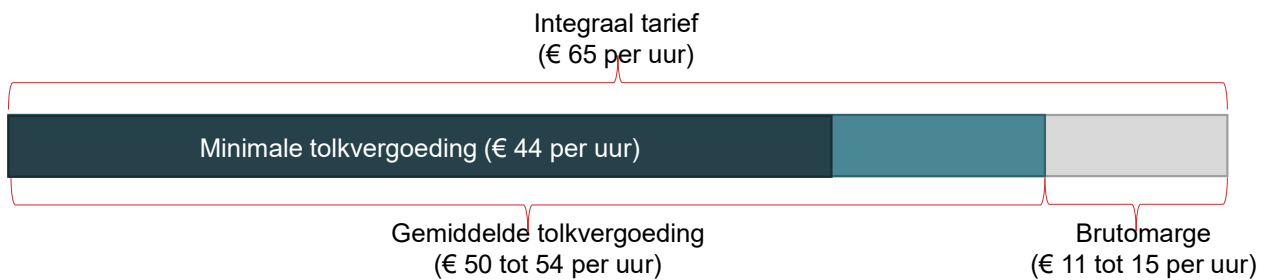 Integraal tarief
(€ 65 per uur)
Minimale tolkvergoeding (€ 44 per uur)
Gemiddelde tolkvergoeding
(€ 50 tot 54 per uur)
Brutomarge
(€ 11 tot 15 per uur)